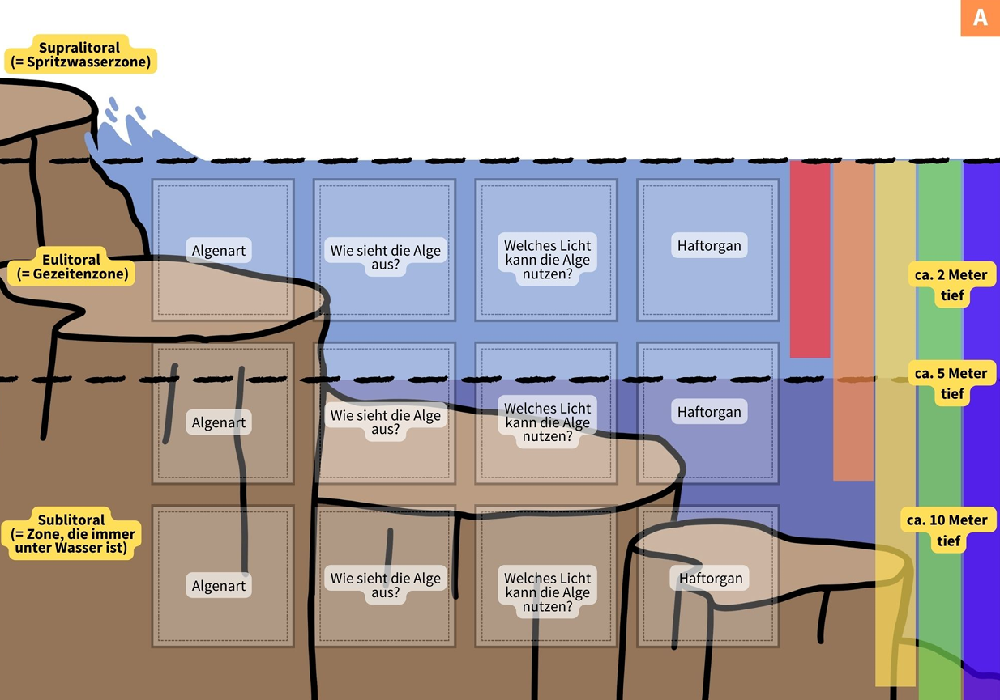 A
Supralitoral
(= Spritzwasserzone)
Algenart
Wie sieht die Alge
aus?
Welches Licht
kann die Alge
nutzen?
Haftorgan
Eulitoral
(= Gezeitenzone)
ca. 2 Meter
tief
ca. 5 Meter
tief
Algenart
Wie sieht die Alge
aus?
Welches Licht
kann die Alge
nutzen?
Haftorgan
Sublitoral
(= Zone, die immer
unter Wasser ist)
ca. 10 Meter
tief
Algenart
Wie sieht die Alge
aus?
Welches Licht
kann die Alge
nutzen?
Haftorgan